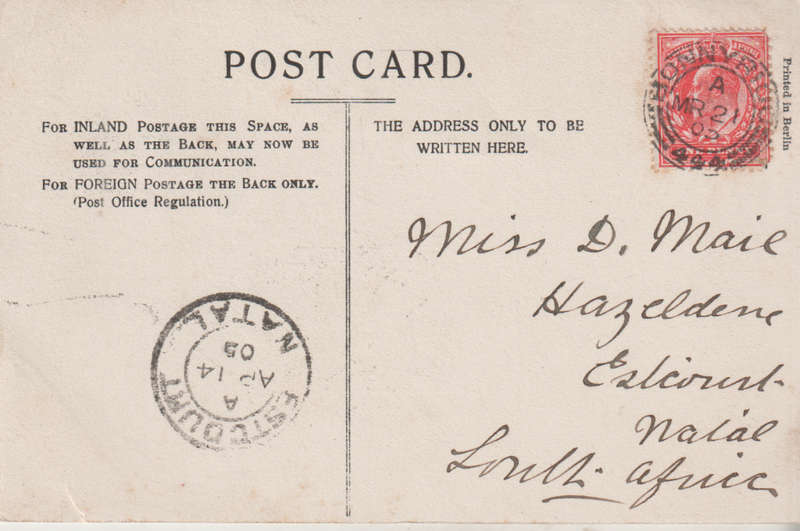 POST CARD.
Printed in Berlin
FOR INLAND POSTAGE THIS SPACE, AS
WELL AS THE BACK, MAY NOW BE
USED FOR COMMUNICATION.
FOR FOREIGN POSTAGE THE BACK ONLY.
(Post Office Regulation.)
THE ADDRESS ONLY TO BE
WRITTEN HERE.
A
MR 21
05
Miss D. Mair
Hazeldene
Estcourt
Natal
South Africa
NATAL
05
AP 14
A
ESTCOURT